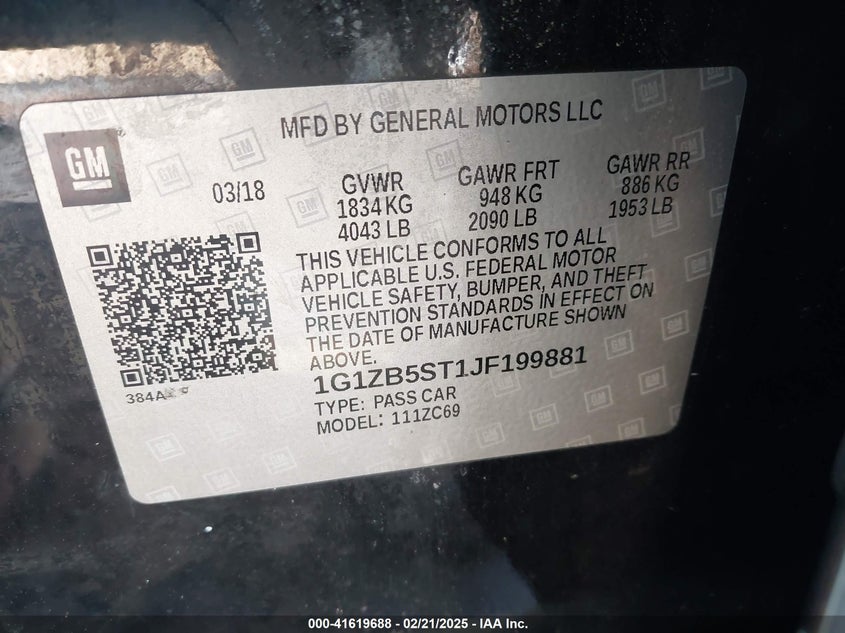 MFD BY GENERAL MOTORS LLC
GM
03/18
GVWR
1834 KG
4043 LB
GAWR FRT
948 KG
2090 LB
GAWR RR
886 KG
1953 LB
THIS VEHICLE CONFORMS TO ALL
APPLICABLE U.S. FEDERAL MOTOR
VEHICLE SAFETY, BUMPER, AND THEFT
PREVENTION STANDARDS IN EFFECT ON
THE DATE OF MANUFACTURE SHOWN
ABOVE.
1G1ZB5ST1JF199881
TYPE: PASS CAR
MODEL: 111ZC69
000-41619688 - 02/21/2025 - IAA, Inc.